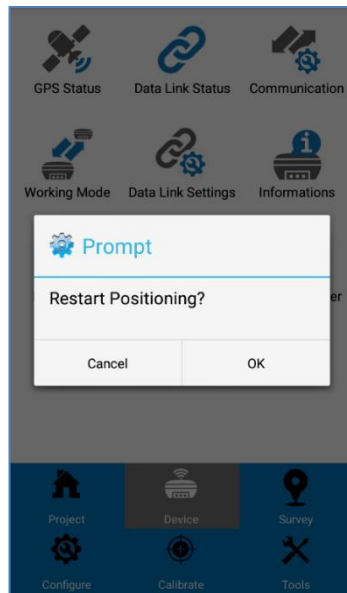 GPS Status
Data Link Status
Communication
Working Mode
Data Link Settings
Informations
Prompt
Restart Positioning?
er
Cancel
OK
Project
Device
Survey
Configure
Calibrate
Tools